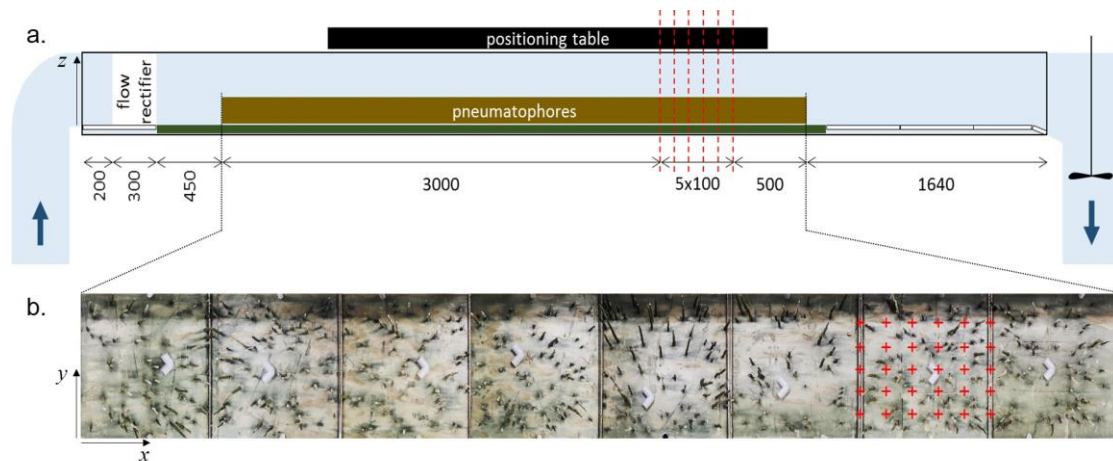 a.
positioning table
z
flow
rectifier
pneumatophores
200
300
450
3000
5x100
500
1640
b.
y
x